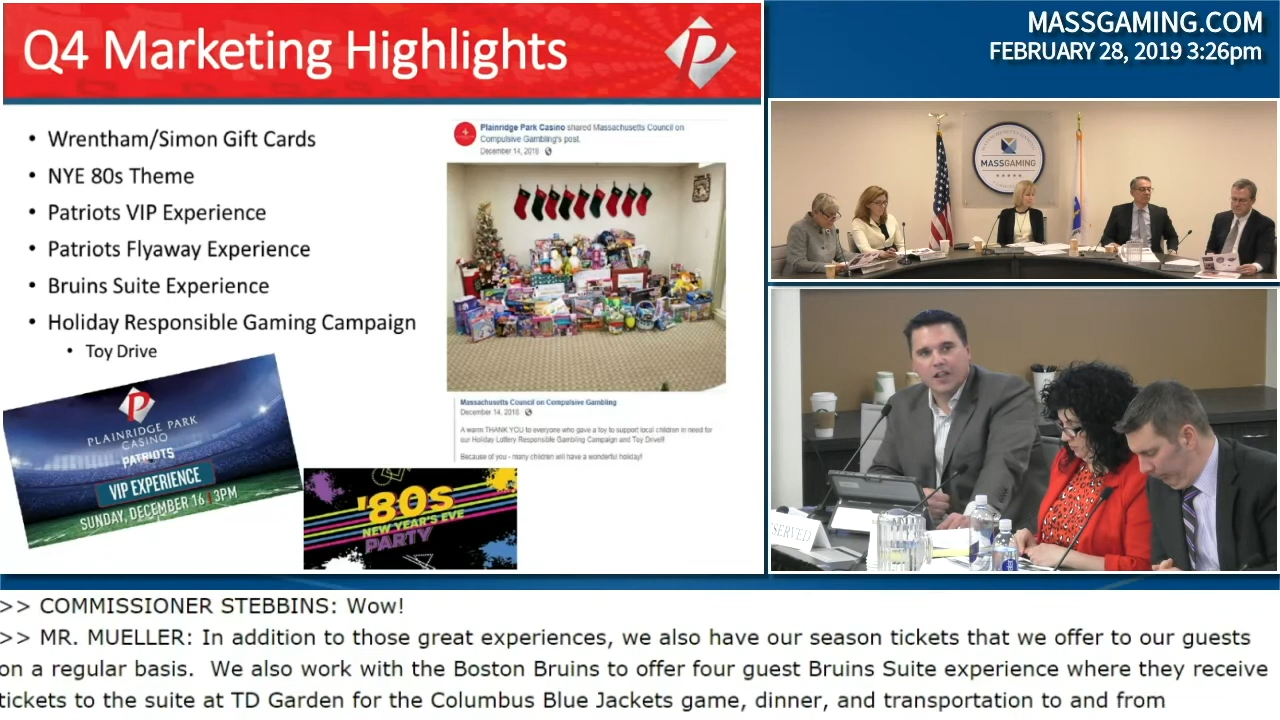 Q4 Marketing Highlights
MASSGAMING.COM
FEBRUARY 28, 2019 3:26pm
• Wrentham/Simon Gift Cards
• NYE 80s Theme
• Patriots VIP Experience
• Patriots Flyaway Experience
• Bruins Suite Experience
• Holiday Responsible Gaming Campaign
• Toy Drive
Plainridge Park Casino shared Massachusetts Council on
Compulsive Gambling's post.
December 14, 2018
Massachusetts Council on Compulsive Gambling
December 14, 2018
A warm THANK YOU to everyone who gave a toy to support local children in need for
our Holiday Lottery Responsible Gambling Campaign and Toy Drive!!
Because of you - many children will have a wonderful holiday!
PLAINRIDGE PARK
CASINO
PATRIOTS
VIP EXPERIENCE
SUNDAY, DECEMBER 16 | 3PM
'80s
NEW YEAR'S EVE
PARTY
MASSGAMING
SERVED
>> COMMISSIONER STEBBINS: Wow!
>> MR. MUELLER: In addition to those great experiences, we also have our season tickets that we offer to our guests
on a regular basis. We also work with the Boston Bruins to offer four guest Bruins Suite experience where they receive
tickets to the suite at TD Garden for the Columbus Blue Jackets game, dinner, and transportation to and from